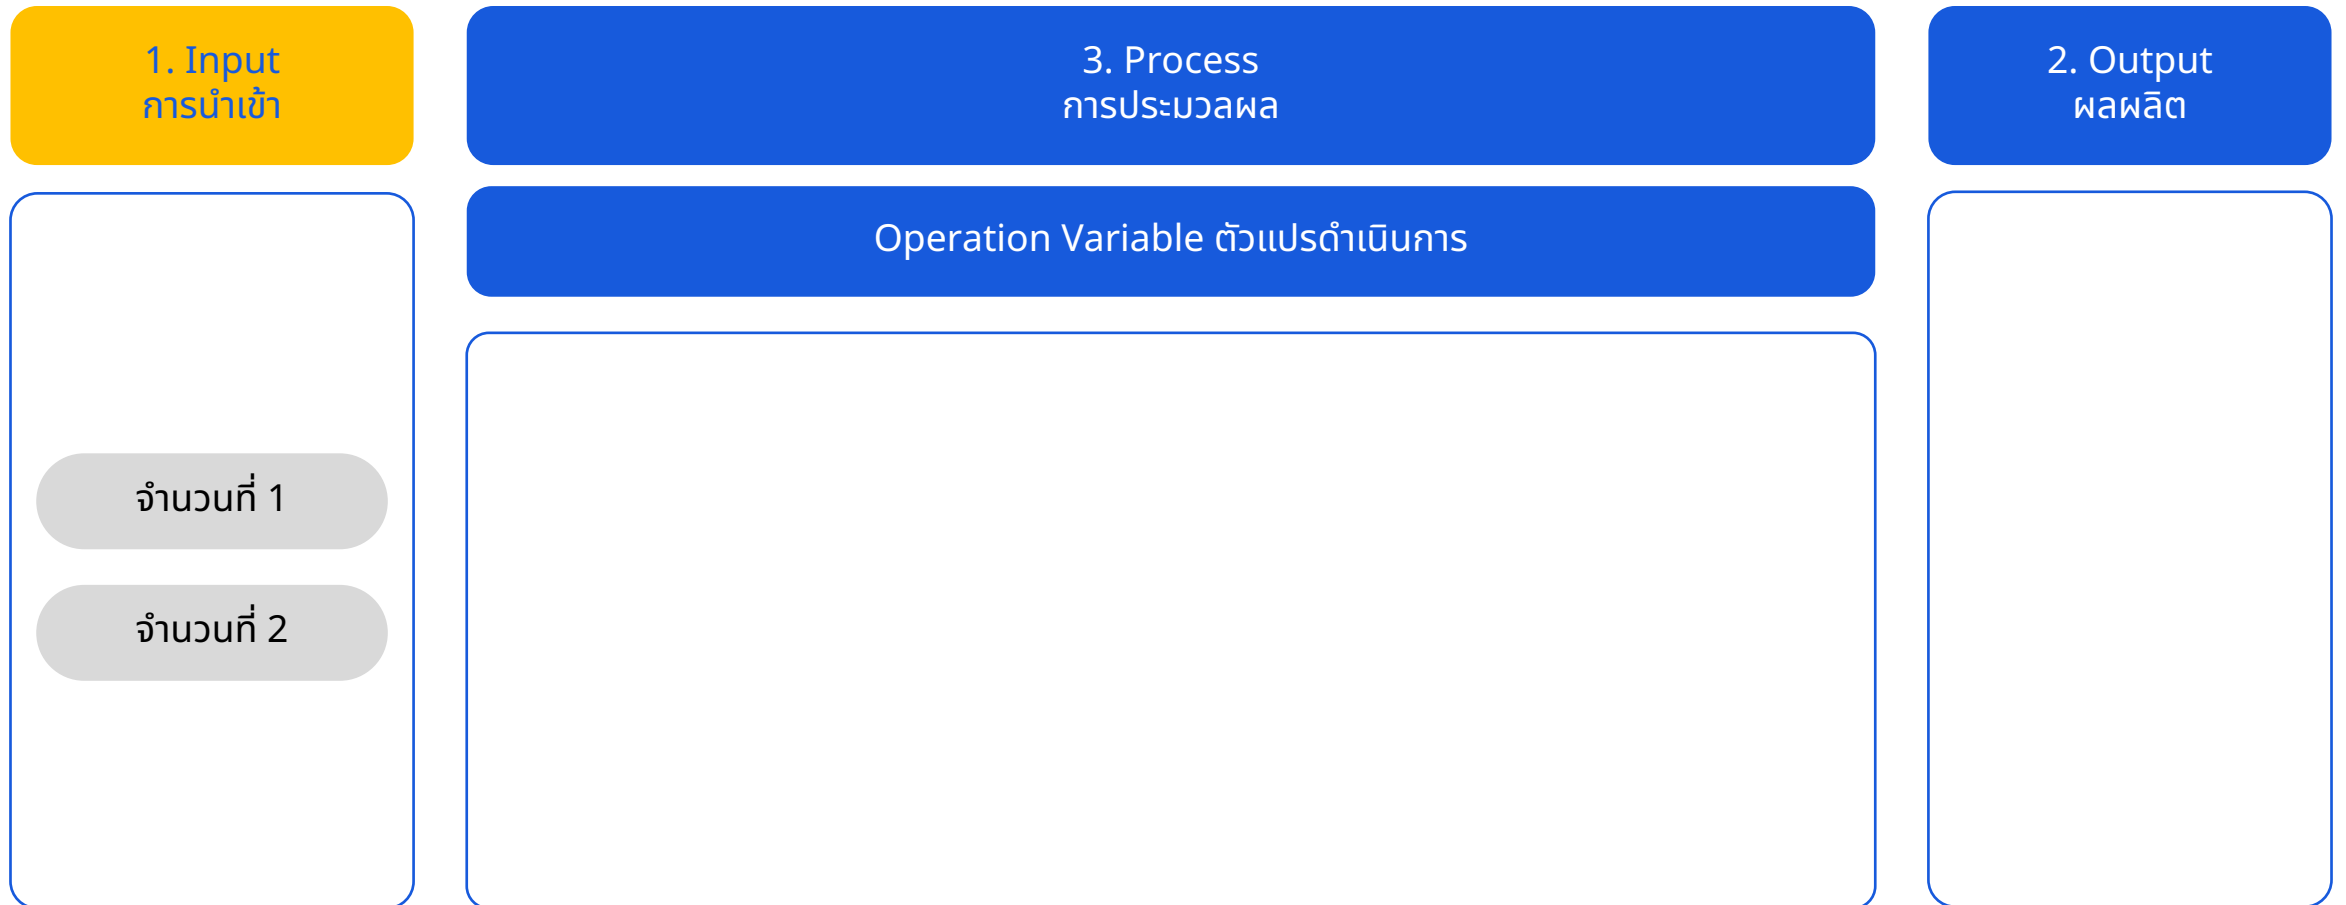 1. Input
การนำเข้า
3. Process
การประมวลผล
2. Output
ผลผลิต
Operation Variable ตัวแปรดำเนินการ
จำนวนที่ 1
จำนวนที่ 2